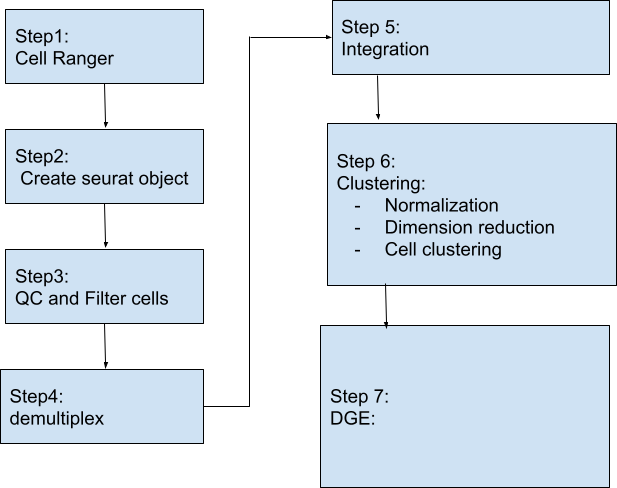 Step1:
Cell Ranger
Step2:
Create seurat object
Step3:
QC and Filter cells
Step4:
demultiplex
Step 5:
Integration
Step 6:
Clustering:
- Normalization
- Dimension reduction
- Cell clustering
Step 7:
DGE: